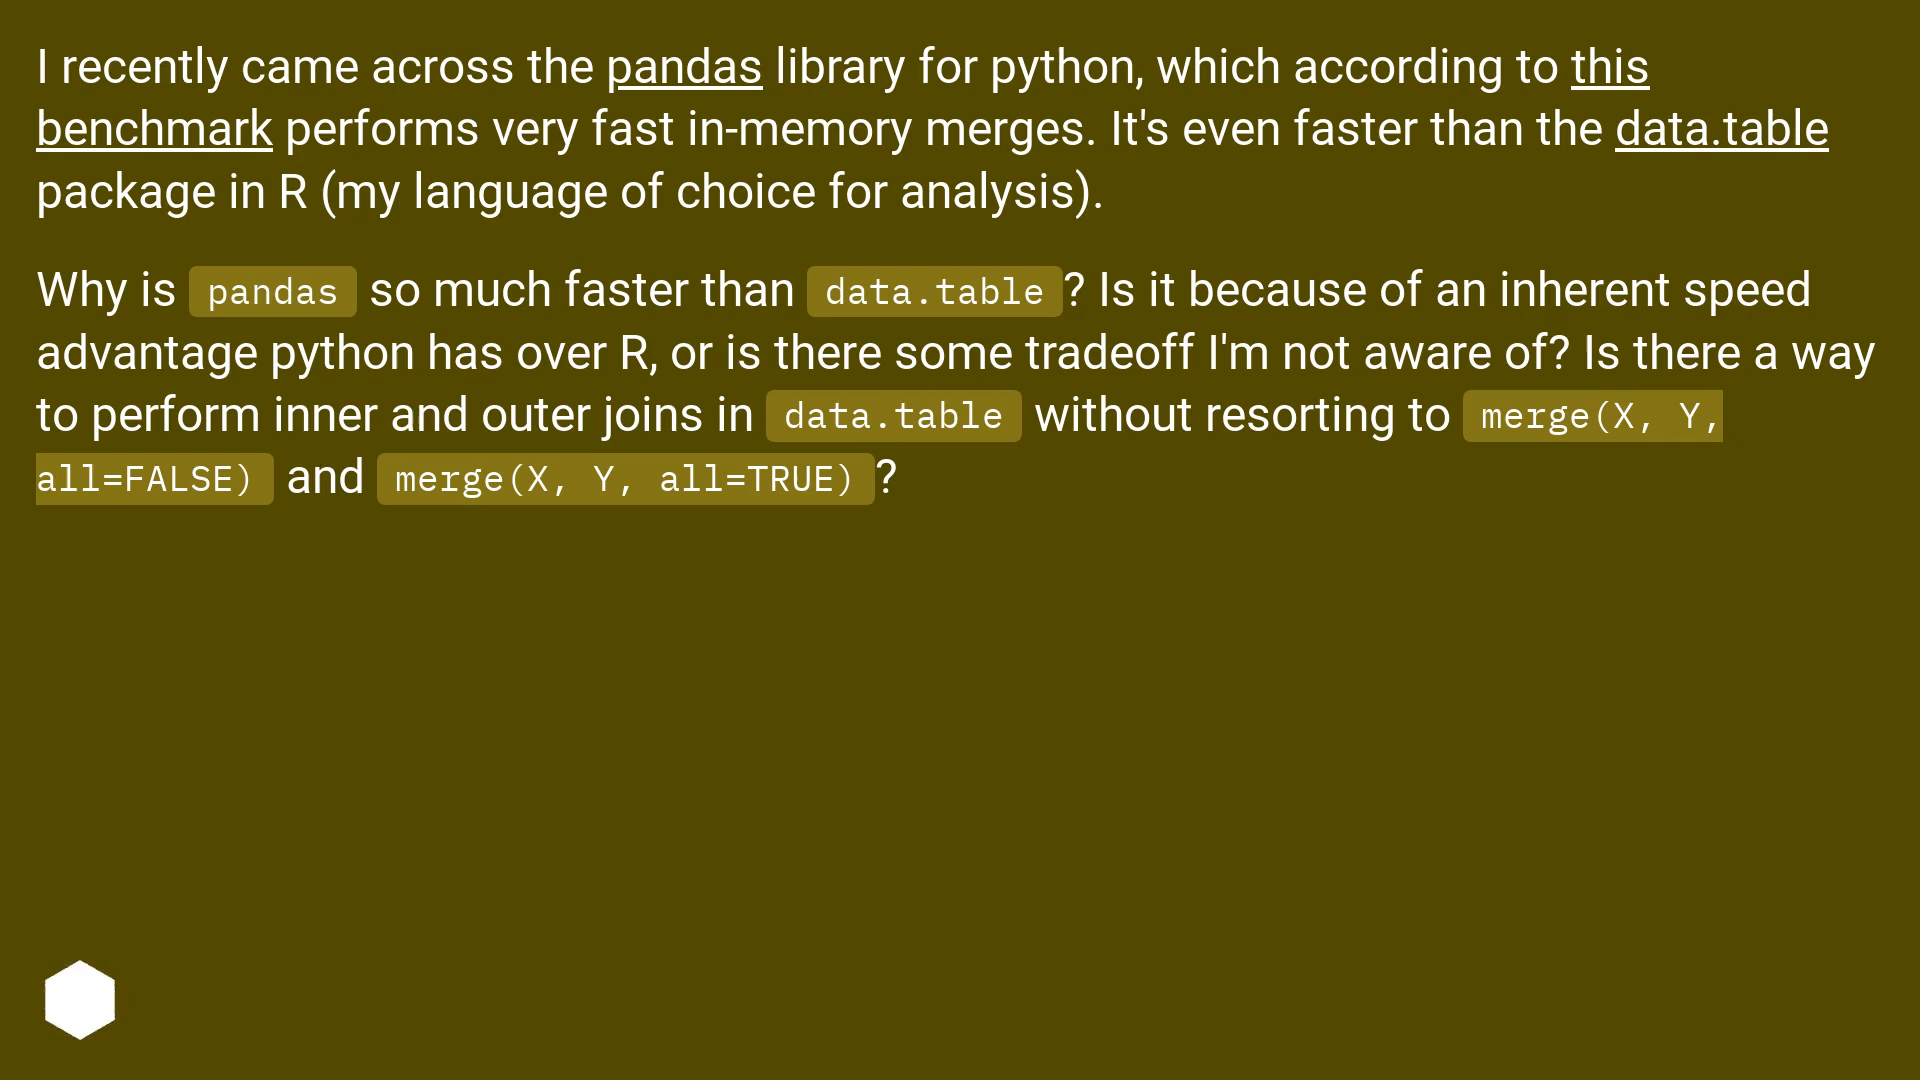 I recently came across the pandas library for python, which according to this
benchmark performs very fast in-memory merges. It's even faster than the data.table
package in R (my language of choice for analysis).
Why is pandas so much faster than data.table? Is it because of an inherent speed
advantage python has over R, or is there some tradeoff I'm not aware of? Is there a way
to perform inner and outer joins in data.table without resorting to merge(X, Y,
all=FALSE) and merge(X, Y, all=TRUE)?